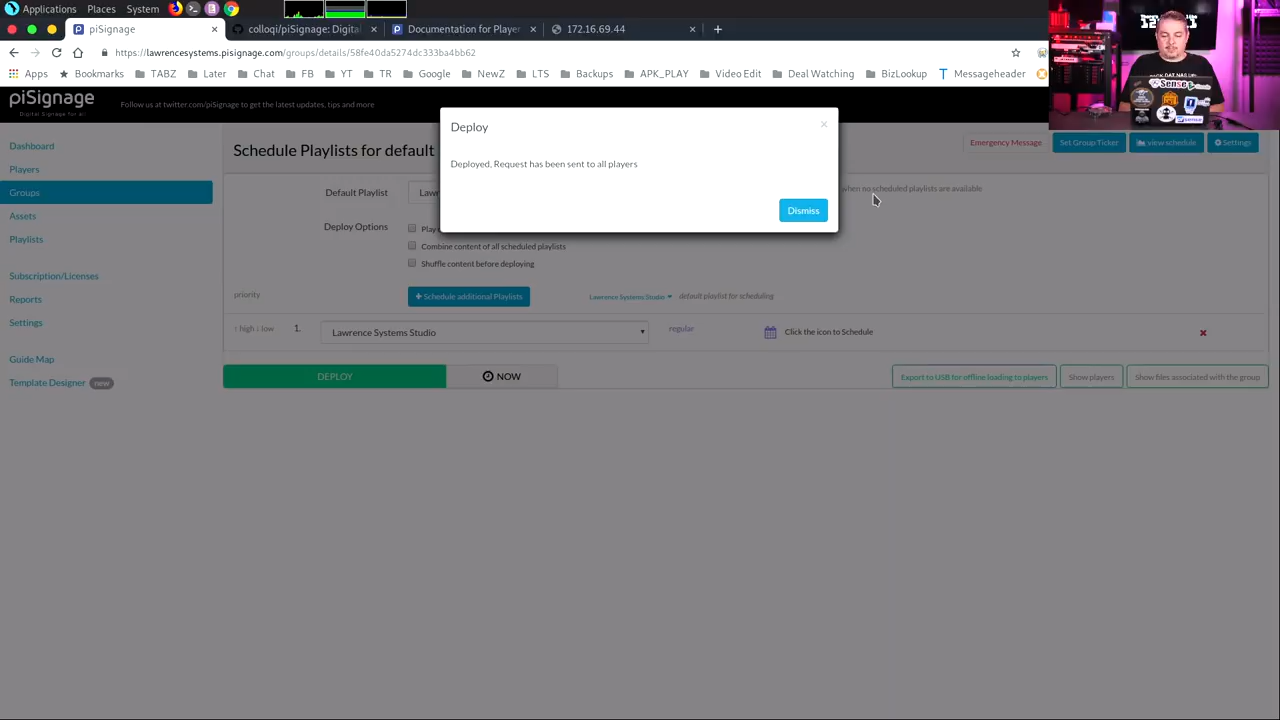 Applications Places System
piSignage
colloqi/piSignage: Digita
Documentation for Player
172.16.69.44
https://lawrencesystems.pisignage.com/groups/details/58fe40da5274dc333ba4bb62
Apps Bookmarks TABZ Later Chat FB YT TR Google NewZ LTS Backups APK_PLAY Video Edit Deal Watching BizLookup Messageheader
piSignage
Digital Signage for all
Follow us at twitter.com/piSignage to get the latest updates, tips and more
Deploy
×
Deployed, Request has been sent to all players
Dismiss
Dashboard
Players
Groups
Assets
Playlists
Subscription/Licenses
Reports
Settings
Guide Map
Template Designer new
Schedule Playlists for default
Emergency Message Set Group Ticker view schedule Settings
Default Playlist Law when no scheduled playlists are available
Deploy Options Play
Combine content of all scheduled playlists
Shuffle content before deploying
priority + Schedule additional Playlists Lawrence Systems Studio default playlist for scheduling
↑ high ↓ low 1. Lawrence Systems Studio regular Click the icon to Schedule
DEPLOY NOW Export to USB for offline loading to players Show players Show files associated with the group
Sense